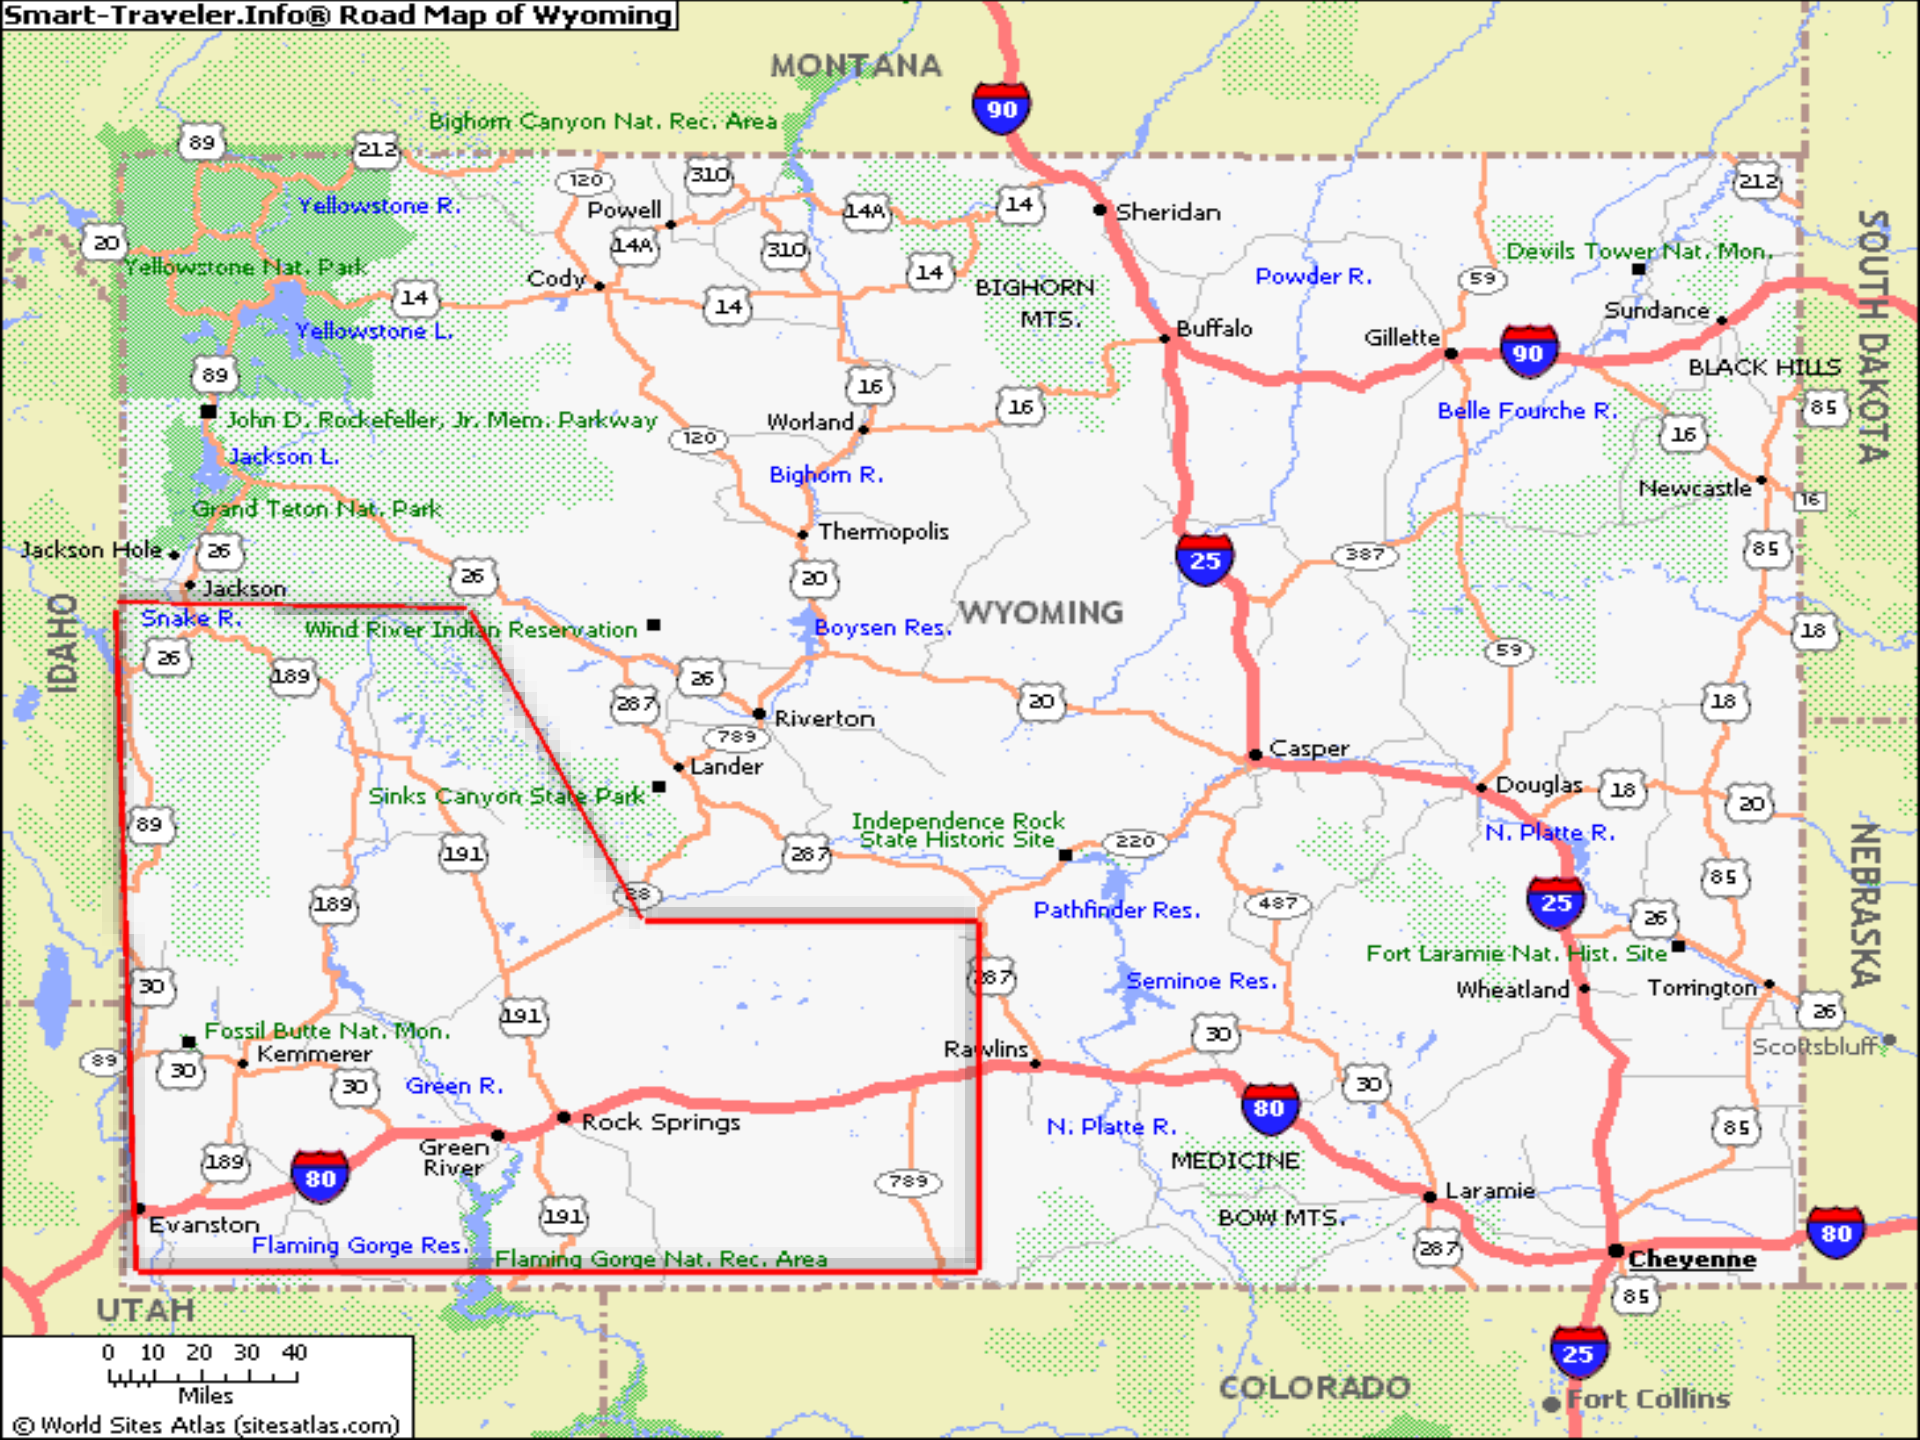 Smart-Traveler.Info® Road Map of Wyoming
MONTANA
90
Bighorn Canyon Nat. Rec. Area
89
212
120
310
212
Yellowstone R.
Powell
14A
14
Sheridan
20
14A
310
Devils Tower Nat. Mon.
Yellowstone Nat. Park
Cody
14
14
14
BIGHORN
MTS.
Powder R.
59
SOUTH DAKOTA
Sundance
Yellowstone L.
Buffalo
Gillette
90
89
16
16
BLACK HILLS
John D. Rockefeller, Jr. Mem. Parkway
120
Worland
Belle Fourche R.
16
85
Jackson L.
Bighorn R.
Newcastle
16
Grand Teton Nat. Park
Thermopolis
Jackson Hole
26
26
20
25
387
85
Jackson
IDAHO
Snake R.
Wind River Indian Reservation
Boysen Res.
WYOMING
18
26
189
26
59
287
20
18
Riverton
789
Lander
Casper
Sinks Canyon State Park
Douglas
18
20
89
191
287
Independence Rock
State Historic Site
220
N. Platte R.
NEBRASKA
189
28
Pathfinder Res.
487
25
26
85
Fort Laramie Nat. Hist. Site
30
287
Seminoe Res.
Wheatland
Torrington
191
26
Fossil Butte Nat. Mon.
30
Scottsbluff
89
30
Kemmerer
30
Green R.
Rawlins
30
80
Rock Springs
N. Platte R.
85
Green
River
189
80
789
MEDICINE
BOW MTS.
Laramie
Evanston
191
Flaming Gorge Res.
Flaming Gorge Nat. Rec. Area
287
Cheyenne
80
85
UTAH
25
COLORADO
Fort Collins
0 10 20 30 40
Miles
© World Sites Atlas (sitesatlas.com)